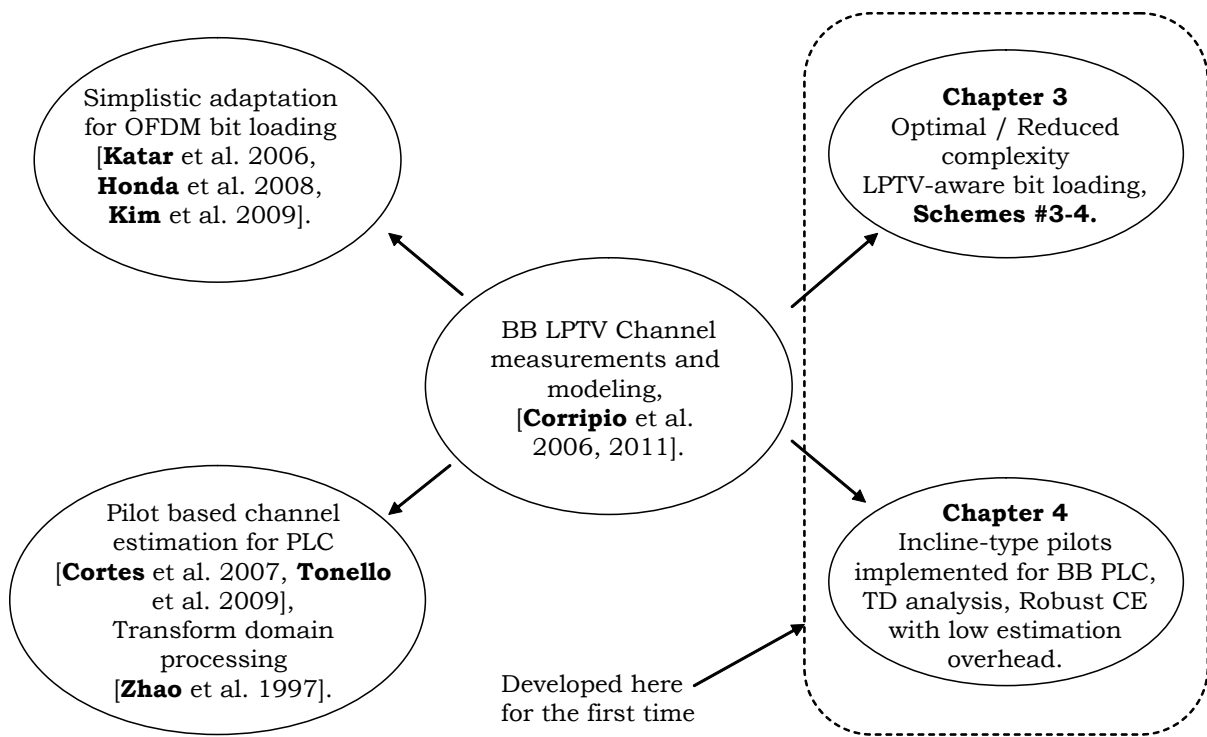 Simplistic adaptation
for OFDM bit loading
[Katar et al. 2006,
Honda et al. 2008,
Kim et al. 2009].
Chapter 3
Optimal / Reduced
complexity
LPTV-aware bit loading,
Schemes #3-4.
BB LPTV Channel
measurements and
modeling,
[Corripio et al.
2006, 2011].
Pilot based channel
estimation for PLC
[Cortes et al. 2007, Tonello
et al. 2009],
Transform domain
processing
[Zhao et al. 1997].
Chapter 4
Incline-type pilots
implemented for BB PLC,
TD analysis, Robust CE
with low estimation
overhead.
Developed here
for the first time